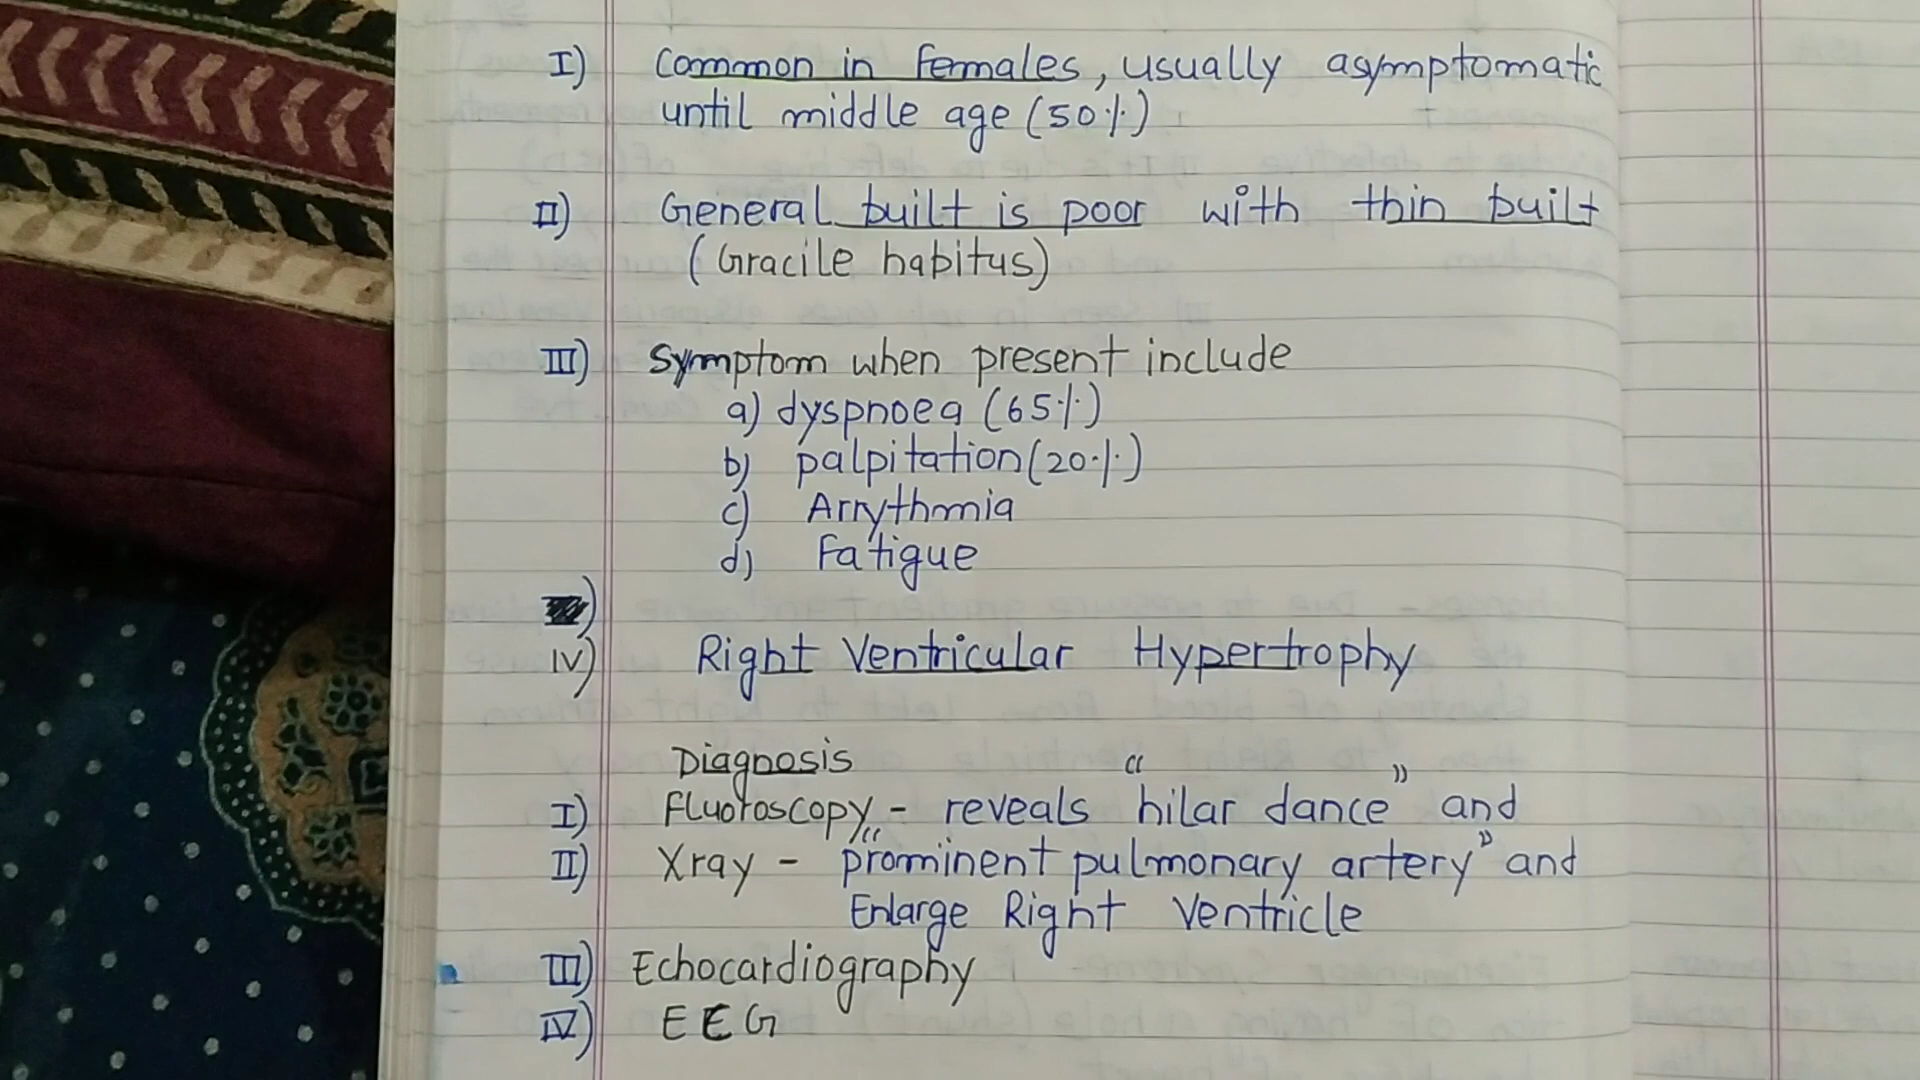 I) Common in females, usually asymptomatic
until middle age (50%)
II) General built is poor with thin built
(Gracile habitus)
III) Symptom when present include
a) dyspnoea (65%)
b) palpitation (20%)
c) Arrythmia
d) Fatigue
IV) Right Ventricular Hypertrophy
Diagnosis
I) Fluoroscopy - reveals "hilar dance" and
II) Xray - "prominent pulmonary artery" and
Enlarge Right Ventricle
III) Echocardiography
IV) EEG